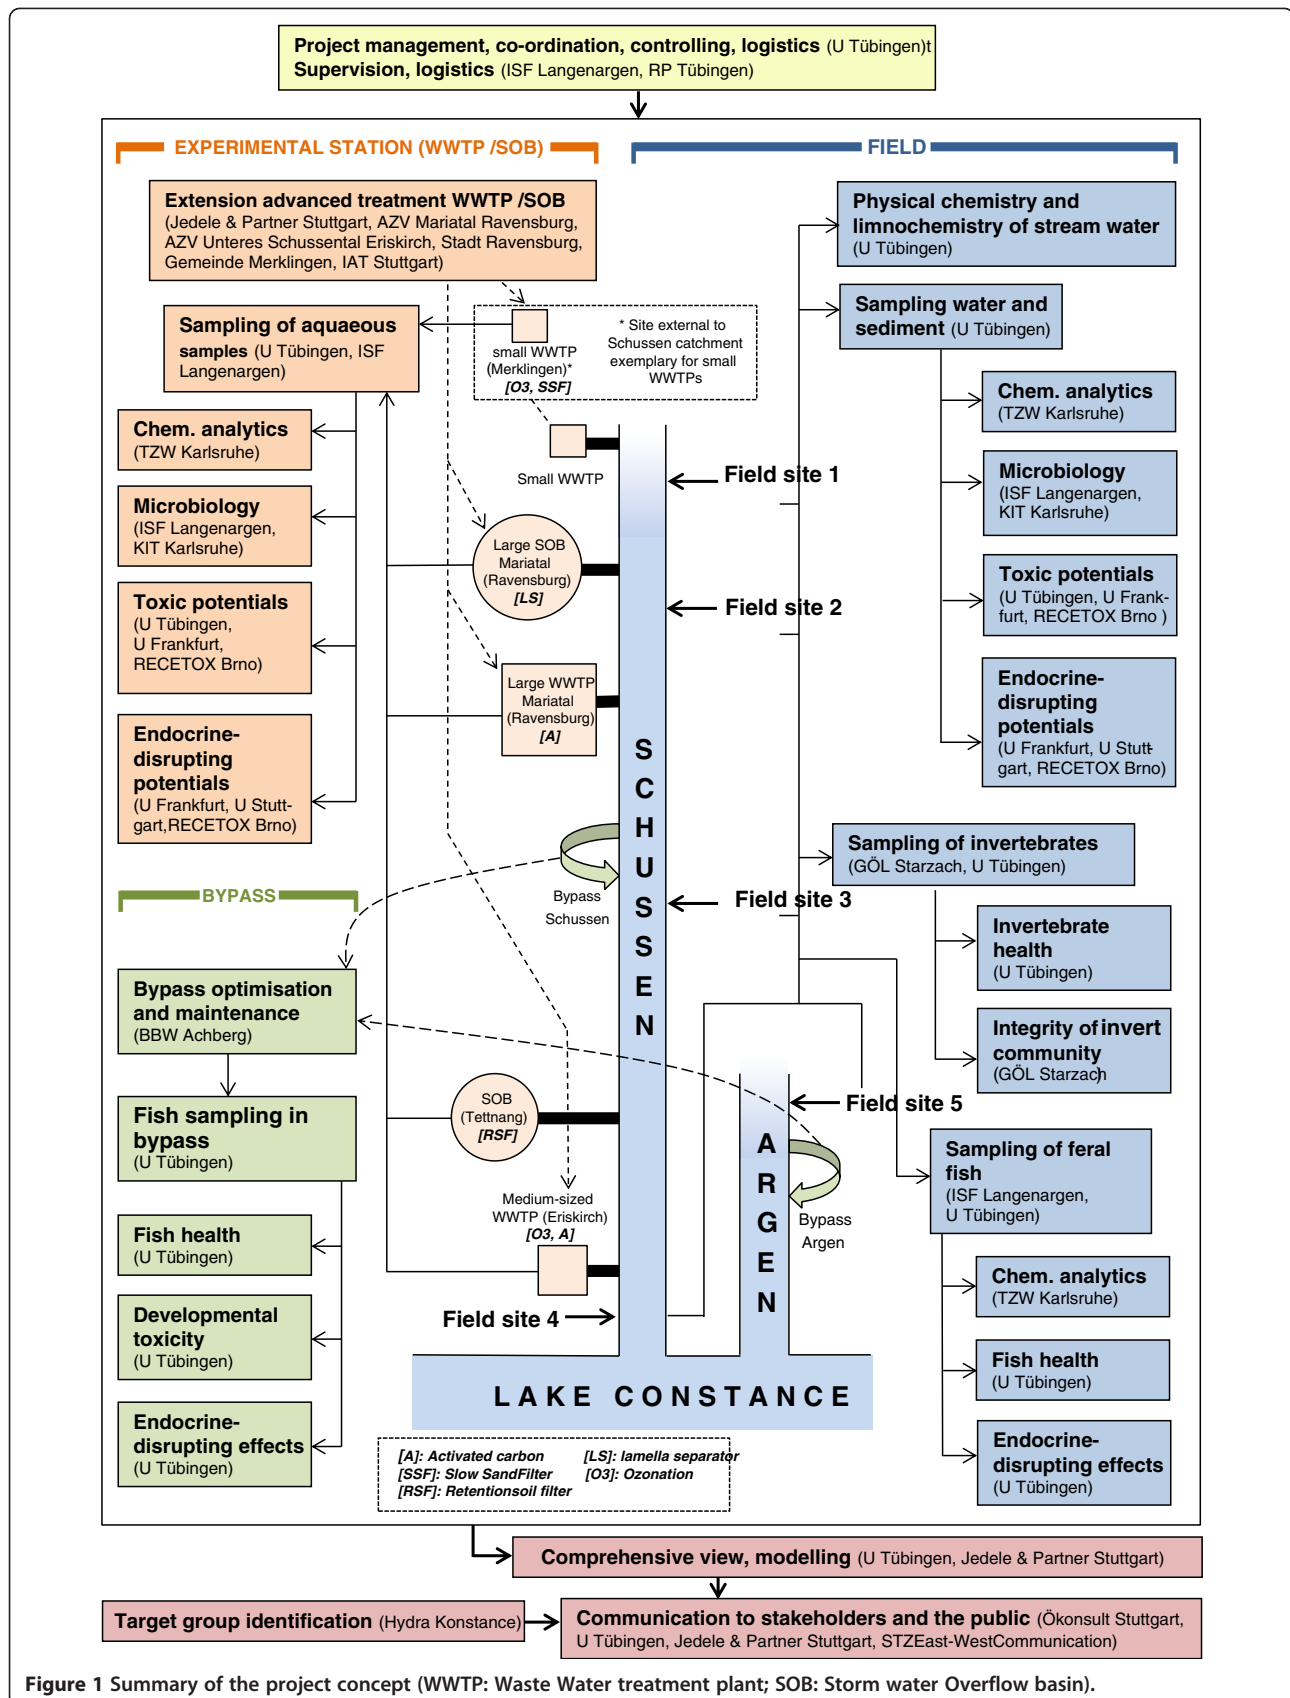 Project management, co-ordination, controlling, logistics (U Tübingen)t
Supervision, logistics (ISF Langenargen, RP Tübingen)
EXPERIMENTAL STATION (WWTP /SOB)
FIELD
Extension advanced treatment WWTP /SOB
(Jedele & Partner Stuttgart, AZV Mariatal Ravensburg,
AZV Unteres Schussental Eriskirch, Stadt Ravensburg,
Gemeinde Merklingen, IAT Stuttgart)
Sampling of aquaeous
samples (U Tübingen, ISF
Langenargen)
Chem. analytics
(TZW Karlsruhe)
Microbiology
(ISF Langenargen,
KIT Karlsruhe)
Toxic potentials
(U Tübingen,
U Frankfurt,
RECETOX Brno)
Endocrine-
disrupting
potentials
(U Frankfurt, U Stutt-
gart,RECETOX Brno)
small WWTP
(Merklingen)*
[O3, SSF]
* Site external to
Schussen catchment
exemplary for small
WWTPs
Small WWTP
Large SOB
Mariatal
(Ravensburg)
[LS]
Large WWTP
Mariatal
(Ravensburg)
[A]
Bypass
Schussen
SOB
(Tettnang)
[RSF]
Medium-sized
WWTP (Eriskirch)
[O3, A]
SCHUSSEN
Field site 1
Field site 2
Field site 3
Field site 4
Field site 5
ARGEN
Bypass
Argen
LAKE CONSTANCE
BYPASS
Bypass optimisation
and maintenance
(BBW Achberg)
Fish sampling in
bypass
(U Tübingen)
Fish health
(U Tübingen)
Developmental
toxicity
(U Tübingen)
Endocrine-
disrupting effects
(U Tübingen)
Physical chemistry and
limnochemistry of stream water
(U Tübingen)
Sampling water and
sediment (U Tübingen)
Chem. analytics
(TZW Karlsruhe)
Microbiology
(ISF Langenargen,
KIT Karlsruhe)
Toxic potentials
(U Tübingen, U Frank-
furt, RECETOX Brno )
Endocrine-
disrupting
potentials
(U Frankfurt, U Stutt-
gart, RECETOX Brno)
Sampling of invertebrates
(GÖL Starzach, U Tübingen)
Invertebrate
health
(U Tübingen)
Integrity of invert
community
(GÖL Starzach)
Sampling of feral
fish
(ISF Langenargen,
U Tübingen)
Chem. analytics
(TZW Karlsruhe)
Fish health
(U Tübingen)
Endocrine-
disrupting effects
(U Tübingen)
[A]: Activated carbon
[LS]: lamella separator
[SSF]: Slow SandFilter
[O3]: Ozonation
[RSF]: Retentionsoil filter
Comprehensive view, modelling (U Tübingen, Jedele & Partner Stuttgart)
Target group identification (Hydra Konstance)
Communication to stakeholders and the public (Ökonsult Stuttgart,
U Tübingen, Jedele & Partner Stuttgart, STZEast-WestCommunication)
Figure 1 Summary of the project concept (WWTP: Waste Water treatment plant; SOB: Storm water Overflow basin).